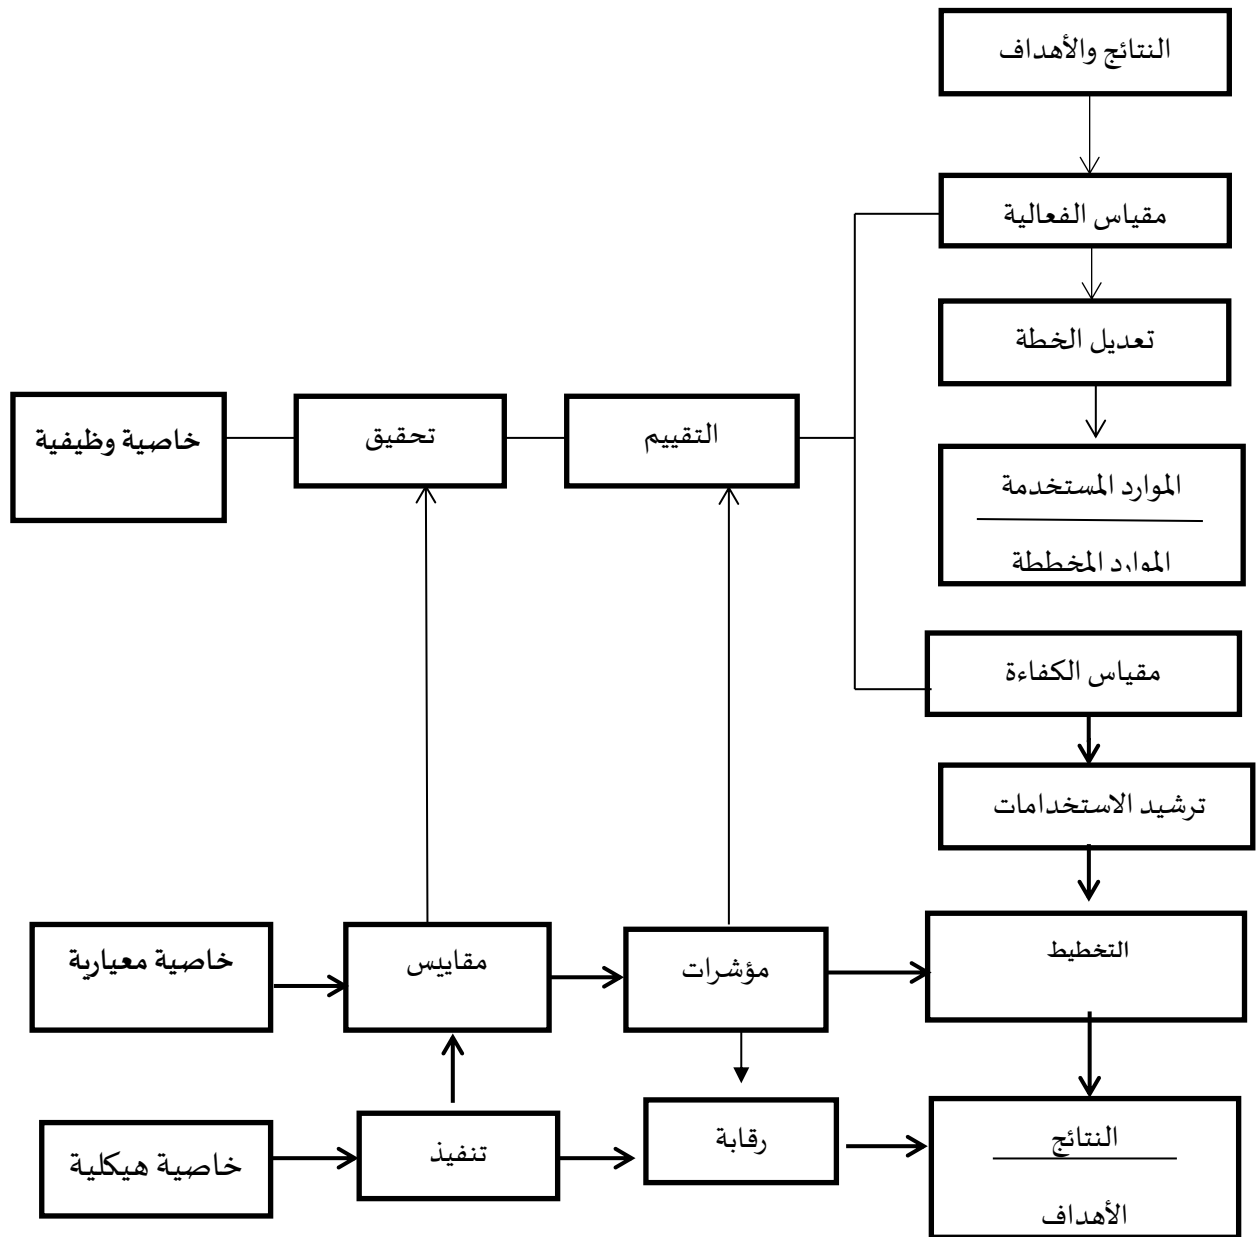 النتائج والأهداف
مقياس الفعالية
تعديل الخطة
خاصية وظيفية
تحقيق
التقييم
الموارد المستخدمة
الموارد المخططة
مقياس الكفاءة
ترشيد الاستخدامات
خاصية معيارية
مقاييس
مؤشرات
التخطيط
خاصية هيكلية
تنفيذ
رقابة
النتائج
الأهداف